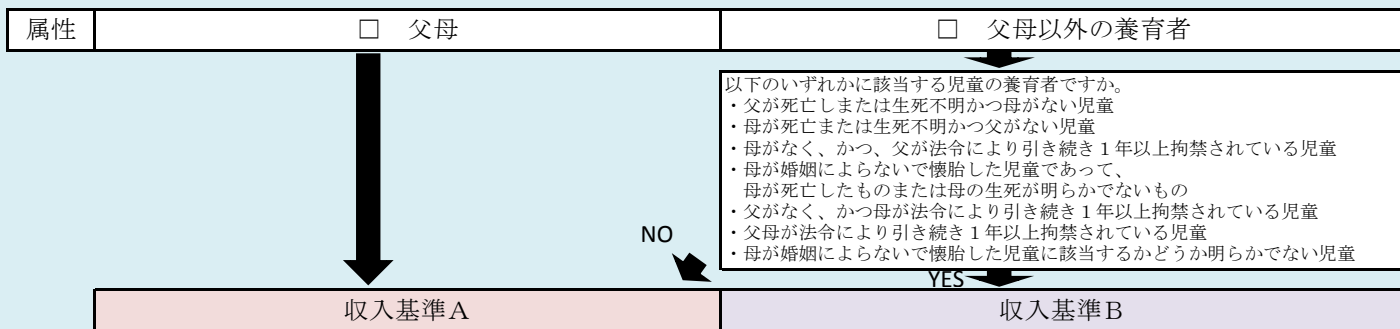 属性
□ 父母
□ 父母以外の養育者
以下のいずれかに該当する児童の養育者ですか。
・父が死亡しまたは生死不明かつ母がない児童
・母が死亡または生死不明かつ父がない児童
・母がなく、かつ、父が法令により引き続き１年以上拘禁されている児童
・母が婚姻によらないで懐胎した児童であって、
母が死亡したものまたは母の生死が明らかでないもの
・父がなく、かつ母が法令により引き続き１年以上拘禁されている児童
・父母が法令により引き続き１年以上拘禁されている児童
・母が婚姻によらないで懐胎した児童に該当するかどうか明らかでない児童
NO
YES
収入基準Ａ
収入基準Ｂ